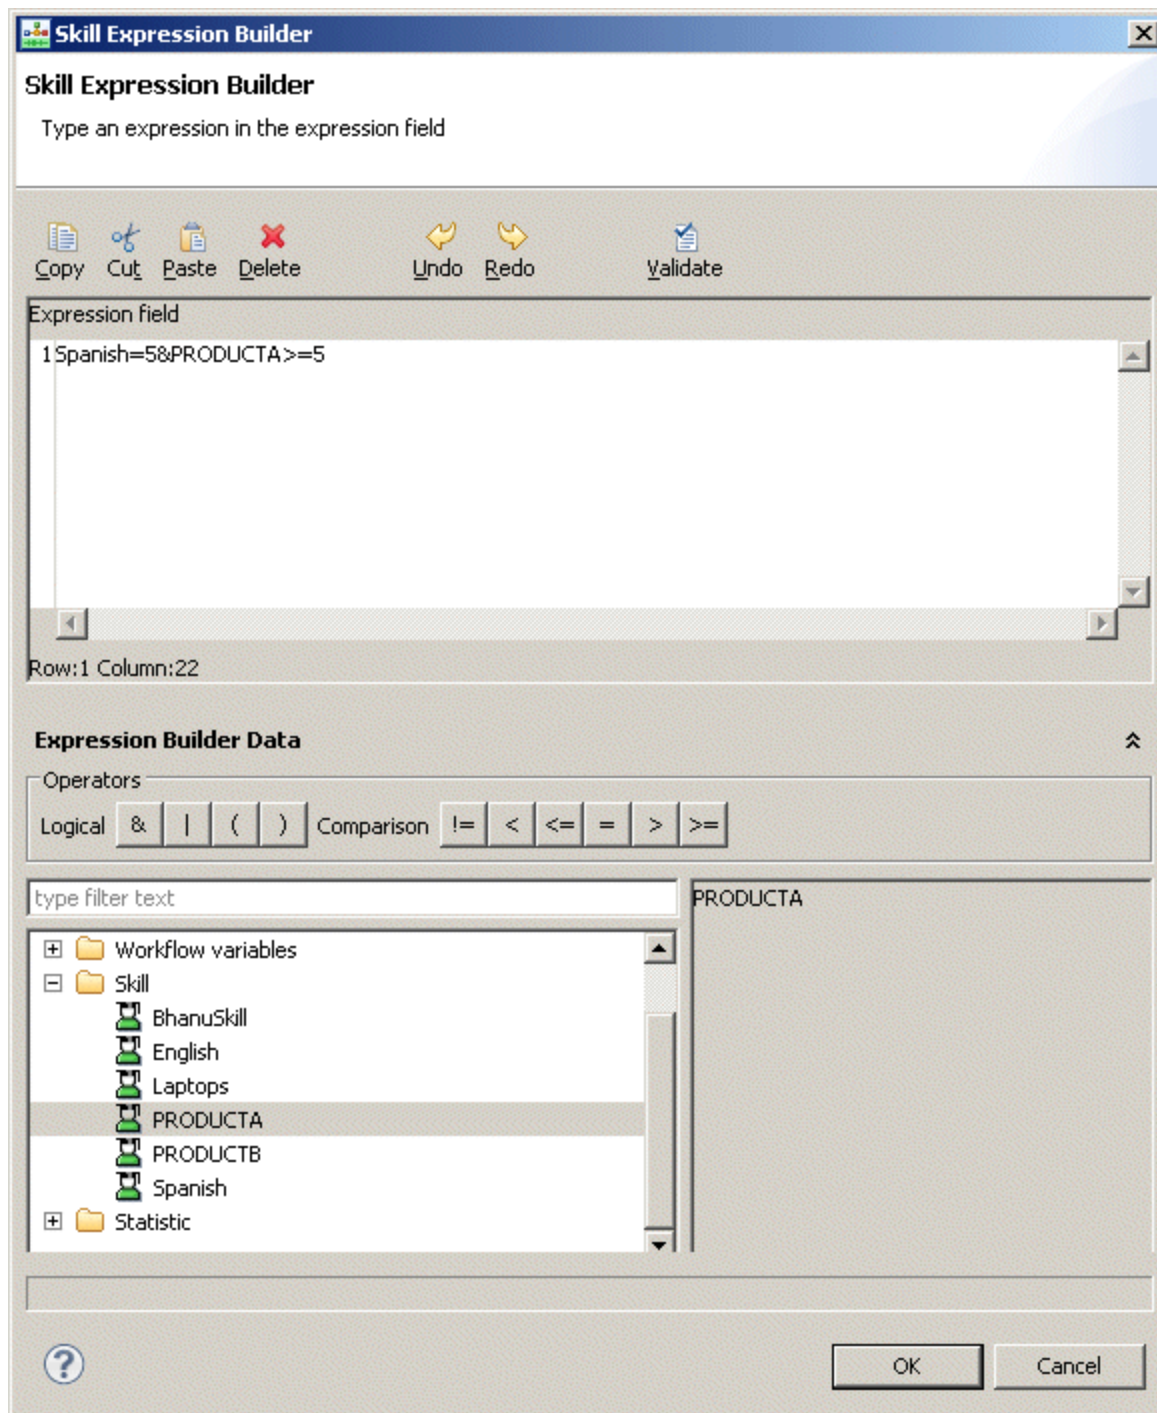 Skill Expression Builder
Skill Expression Builder
Type an expression in the expression field
Copy Cut Paste Delete Undo Redo Validate
Expression field
1 Spanish=5&PRODUCTA>=5
Row:1 Column:22
Expression Builder Data
Operators
Logical & | ( ) Comparison != < <= = > >=
type filter text
PRODUCTA
Workflow variables
Skill
BhanuSkill
English
Laptops
PRODUCTA
PRODUCTB
Spanish
Statistic
? OK Cancel